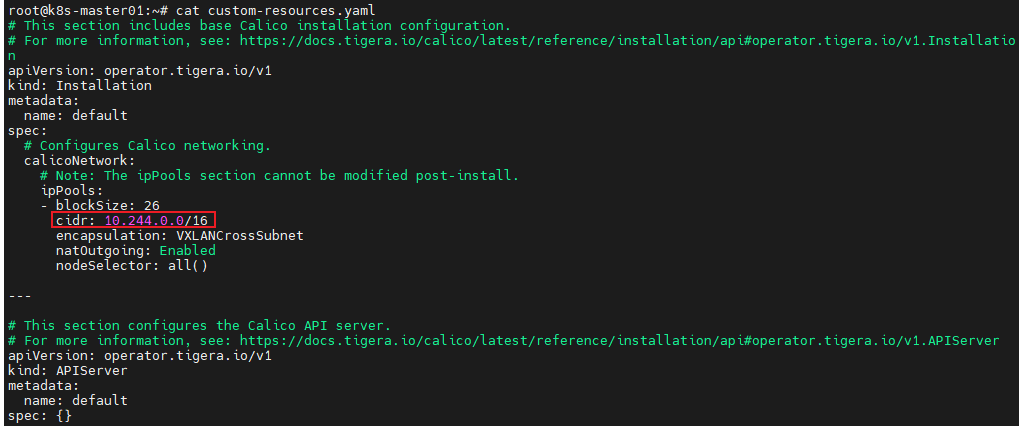 root@k8s-master01:~# cat custom-resources.yaml
# This section includes base Calico installation configuration.
# For more information, see: https://docs.tigera.io/calico/latest/reference/installation/api#operator.tigera.io/v1.Installatio
n
apiVersion: operator.tigera.io/v1
kind: Installation
metadata:
  name: default
spec:
  # Configures Calico networking.
  calicoNetwork:
    # Note: The ipPools section cannot be modified post-install.
    ipPools:
    - blockSize: 26
      cidr: 10.244.0.0/16
      encapsulation: VXLANCrossSubnet
      natOutgoing: Enabled
      nodeSelector: all()

---

# This section configures the Calico API server.
# For more information, see: https://docs.tigera.io/calico/latest/reference/installation/api#operator.tigera.io/v1.APIServer
apiVersion: operator.tigera.io/v1
kind: APIServer
metadata:
  name: default
spec: {}